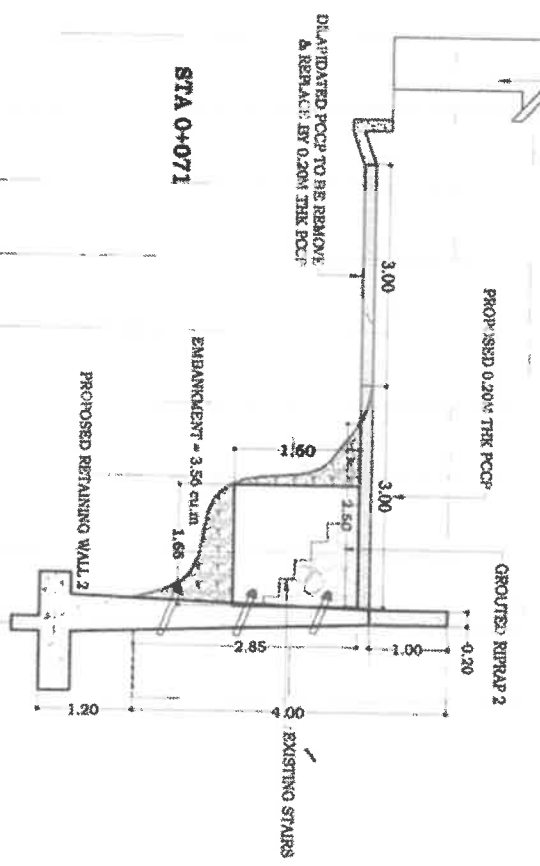 GROUTED RIPRAP 2
PROPOSED 0.20M THK PCCP
0.20
1.00
3.00
3.00
DILAPIDATED PCCP TO BE REMOVE
& REPLACE BY 0.20M THK PCCP
2.50
1.50
2.85
4.00
EXISTING STAIRS
EMBANKMENT = 3.56 cu.m
1.65
1.20
PROPOSED RETAINING WALL 2
STA 0+071